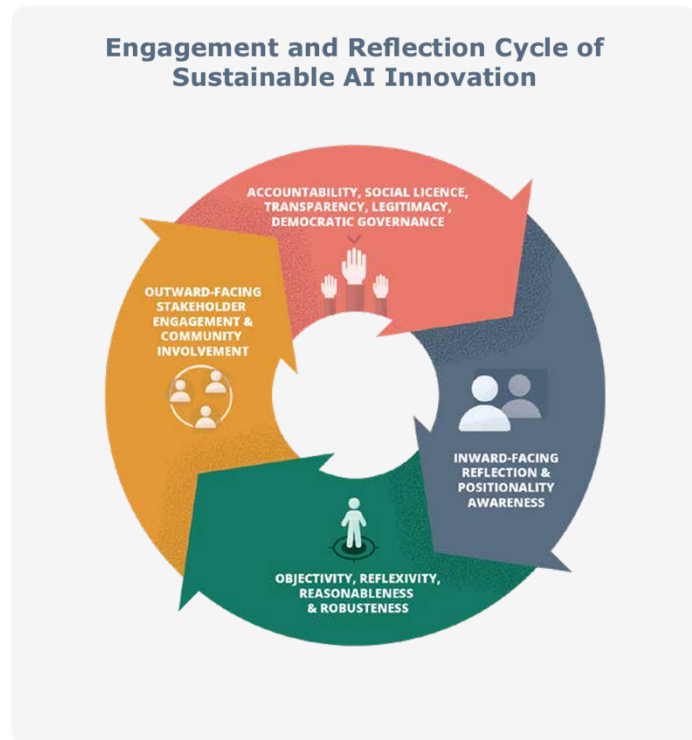 Engagement and Reflection Cycle of
Sustainable AI Innovation
ACCOUNTABILITY, SOCIAL LICENCE,
TRANSPARENCY, LEGITIMACY,
DEMOCRATIC GOVERNANCE
INWARD-FACING
REFLECTION &
POSITIONALITY
AWARENESS
OBJECTIVITY, REFLEXIVITY,
REASONABLENESS
& ROBUSTENESS
OUTWARD-FACING
STAKEHOLDER
ENGAGEMENT &
COMMUNITY
INVOLVEMENT